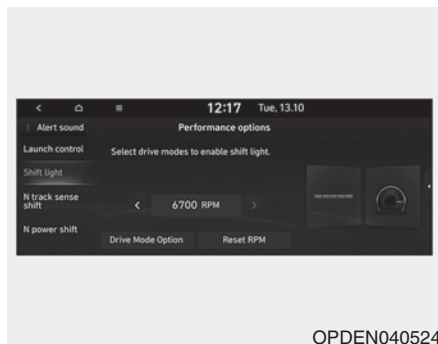 12:17 Tue, 13.10
Alert sound
Performance options
Launch control
Select drive modes to enable shift light.
Shift light
N track sense
shift
6700 RPM
N power shift
Drive Mode Option
Reset RPM
OPDEN040524